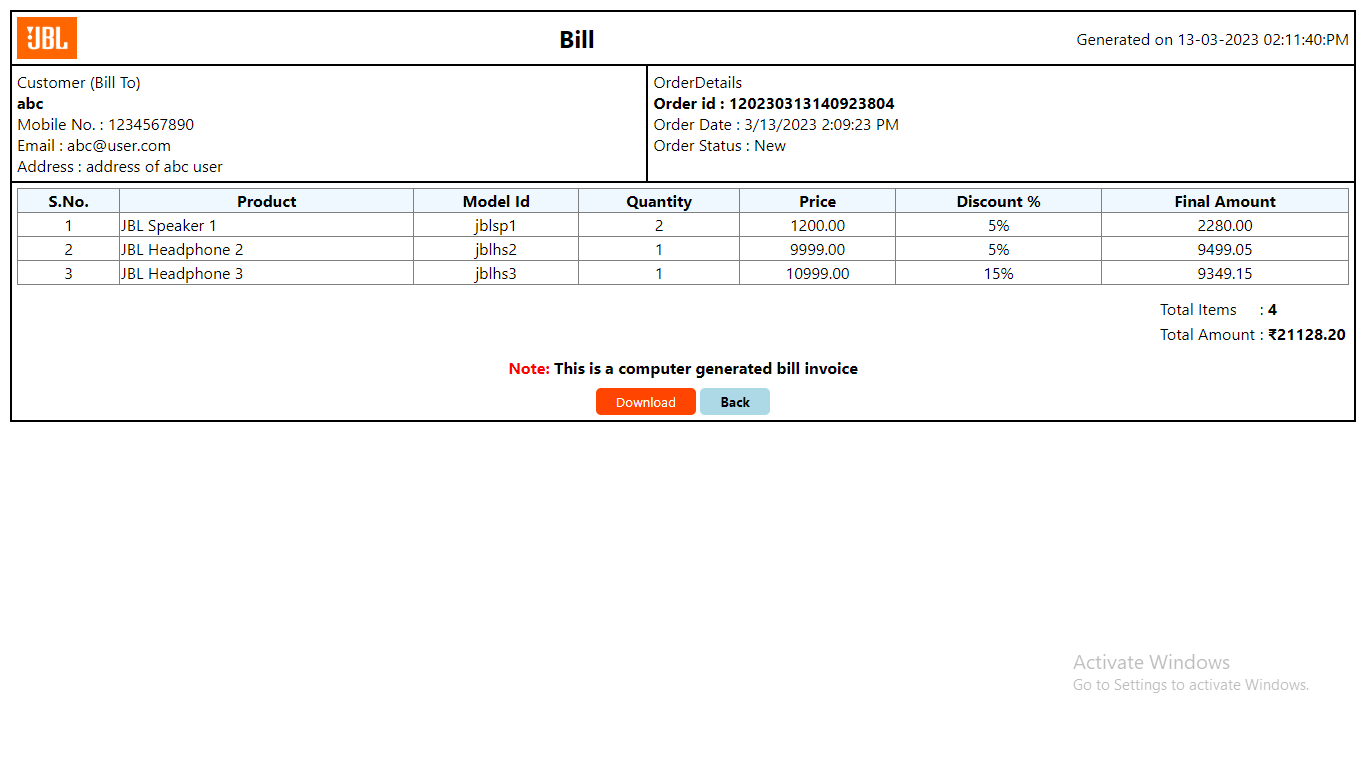 JBL
Bill
Generated on 13-03-2023 02:11:40:PM
Customer (Bill To)
abc
Mobile No. : 1234567890
Email : abc@user.com
Address : address of abc user
OrderDetails
Order id : 120230313140923804
Order Date : 3/13/2023 2:09:23 PM
Order Status : New
S.No. Product Model Id Quantity Price Discount % Final Amount
1 JBL Speaker 1 jblsp1 2 1200.00 5% 2280.00
2 JBL Headphone 2 jblhs2 1 9999.00 5% 9499.05
3 JBL Headphone 3 jblhs3 1 10999.00 15% 9349.15
Total Items : 4
Total Amount : ₹21128.20
Note: This is a computer generated bill invoice
Download Back
Activate Windows
Go to Settings to activate Windows.